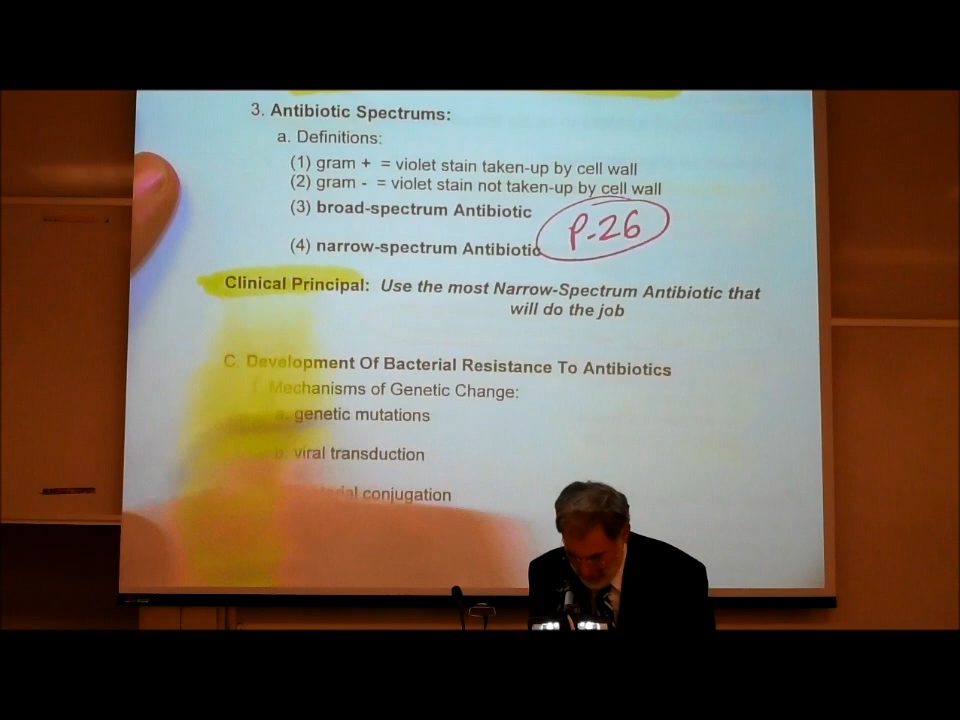 3. Antibiotic Spectrums:
a. Definitions:
(1) gram + = violet stain taken-up by cell wall
(2) gram - = violet stain not taken-up by cell wall
(3) broad-spectrum Antibiotic
P.26
(4) narrow-spectrum Antibiotic
Clinical Principal: Use the most Narrow-Spectrum Antibiotic that
will do the job
C. Development Of Bacterial Resistance To Antibiotics
1. Mechanisms of Genetic Change:
a. genetic mutations
b. viral transduction
conjugation